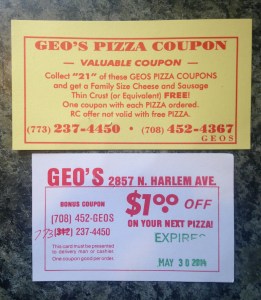 GEO'S PIZZA COUPON
VALUABLE COUPON
Collect "21" of these GEOS PIZZA COUPONS
and get a Family Size Cheese and Sausage
Thin Crust (or Equivalent) FREE!
One coupon with each PIZZA ordered.
RC offer not valid with free PIZZA.
(773) 237-4450 • (708) 452-4367
GEOS
GEO'S 2857 N. HARLEM AVE.
BONUS COUPON
(708) 452-GEOS
773 (312) 237-4450
This card must be presented
to delivery man or cashier.
One coupon good per order.
$1.00 OFF
ON YOUR NEXT PIZZA!
EXPIRES
MAY 30 2014